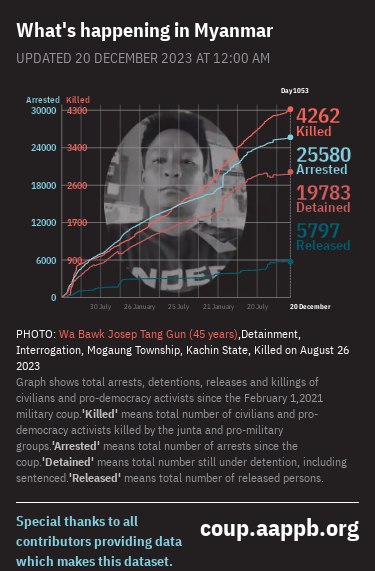 What's happening in Myanmar
UPDATED 20 DECEMBER 2023 AT 12:00 AM
Day1053
Arrested Killed
30000 4300
4262
Killed
24000 3400
25580
Arrested
18000 2600
19783
Detained
12000 1700
5797
Released
6000 900
NDEF
0
30 July 26 January 25 July 21 January 20 July 20 December
PHOTO: Wa Bawk Josep Tang Gun (45 years),Detainment,
Interrogation, Mogaung Township, Kachin State, Killed on August 26
2023
Graph shows total arrests, detentions, releases and killings of
civilians and pro-democracy activists since the February 1,2021
military coup.'Killed' means total number of civilians and pro-
democracy activists killed by the junta and pro-military
groups.'Arrested' means total number of arrests since the
coup.'Detained' means total number still under detention, including
sentenced.'Released' means total number of released persons.
Special thanks to all
contributors providing data
which makes this dataset.
coup.aappb.org